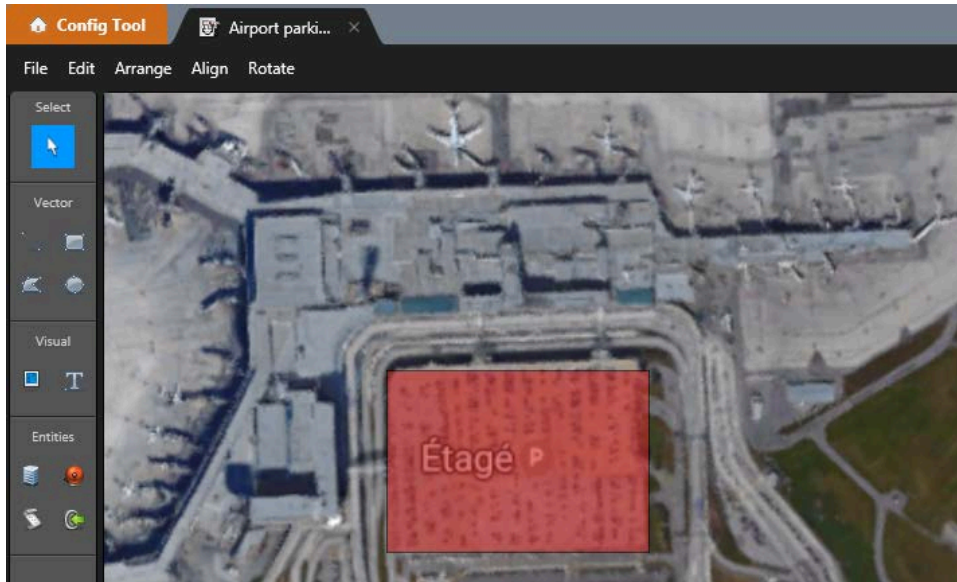 Config Tool
Airport parki...
File Edit Arrange Align Rotate
Select
Vector
Visual
T
Entities
Étagé P